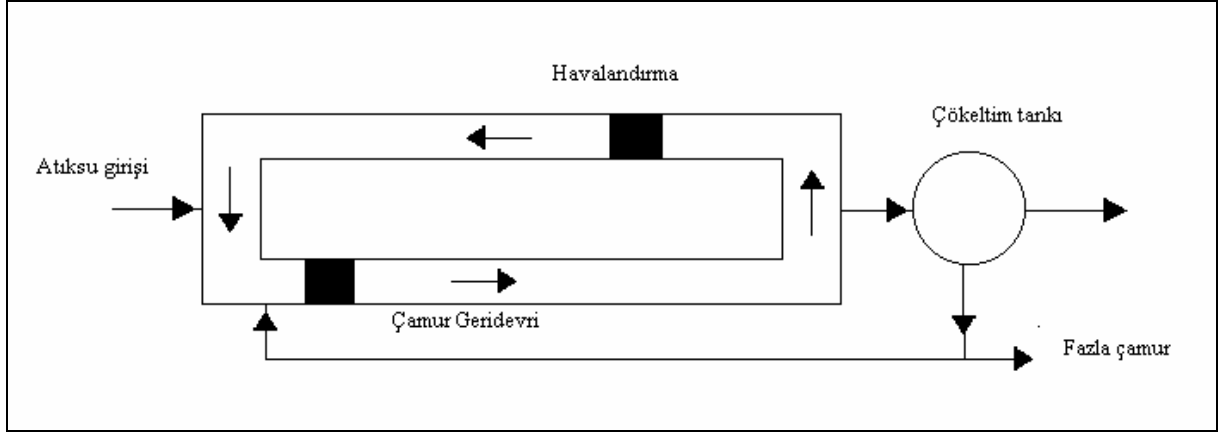 Havalandırma
Çökeltim tankı
Atıksu girişi
Çamur Geridevri
Fazla çamur